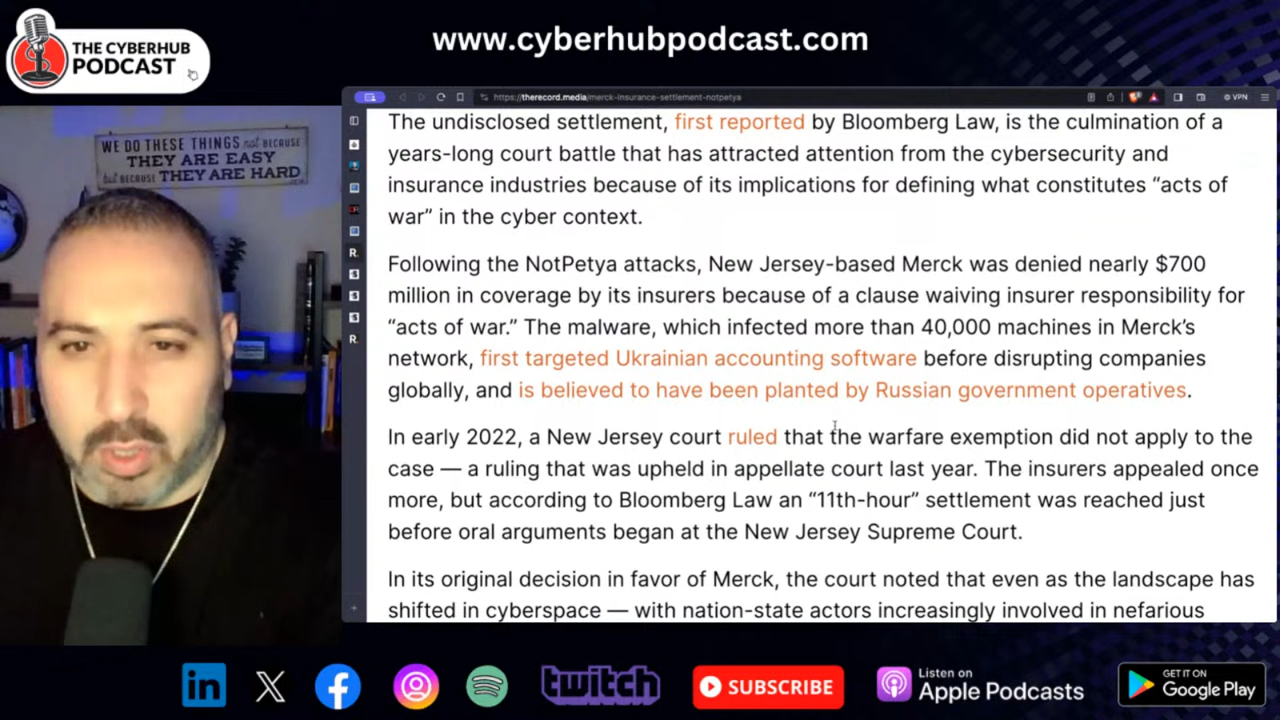 www.cyberhubpodcast.com
THE CYBERHUB
PODCAST
WE DO THESE THINGS not BECAUSE
THEY ARE EASY
but BECAUSE THEY ARE HARD
https://therecord.media/merck-insurance-settlement-notpetya
VPN
The undisclosed settlement, first reported by Bloomberg Law, is the culmination of a
years-long court battle that has attracted attention from the cybersecurity and
insurance industries because of its implications for defining what constitutes “acts of
war” in the cyber context.
Following the NotPetya attacks, New Jersey-based Merck was denied nearly $700
million in coverage by its insurers because of a clause waiving insurer responsibility for
“acts of war.” The malware, which infected more than 40,000 machines in Merck’s
network, first targeted Ukrainian accounting software before disrupting companies
globally, and is believed to have been planted by Russian government operatives.
In early 2022, a New Jersey court ruled that the warfare exemption did not apply to the
case — a ruling that was upheld in appellate court last year. The insurers appealed once
more, but according to Bloomberg Law an “11th-hour” settlement was reached just
before oral arguments began at the New Jersey Supreme Court.
In its original decision in favor of Merck, the court noted that even as the landscape has
shifted in cyberspace — with nation-state actors increasingly involved in nefarious
R.
R.
in
twitch
SUBSCRIBE
Listen on
Apple Podcasts
GET IT ON
Google Play